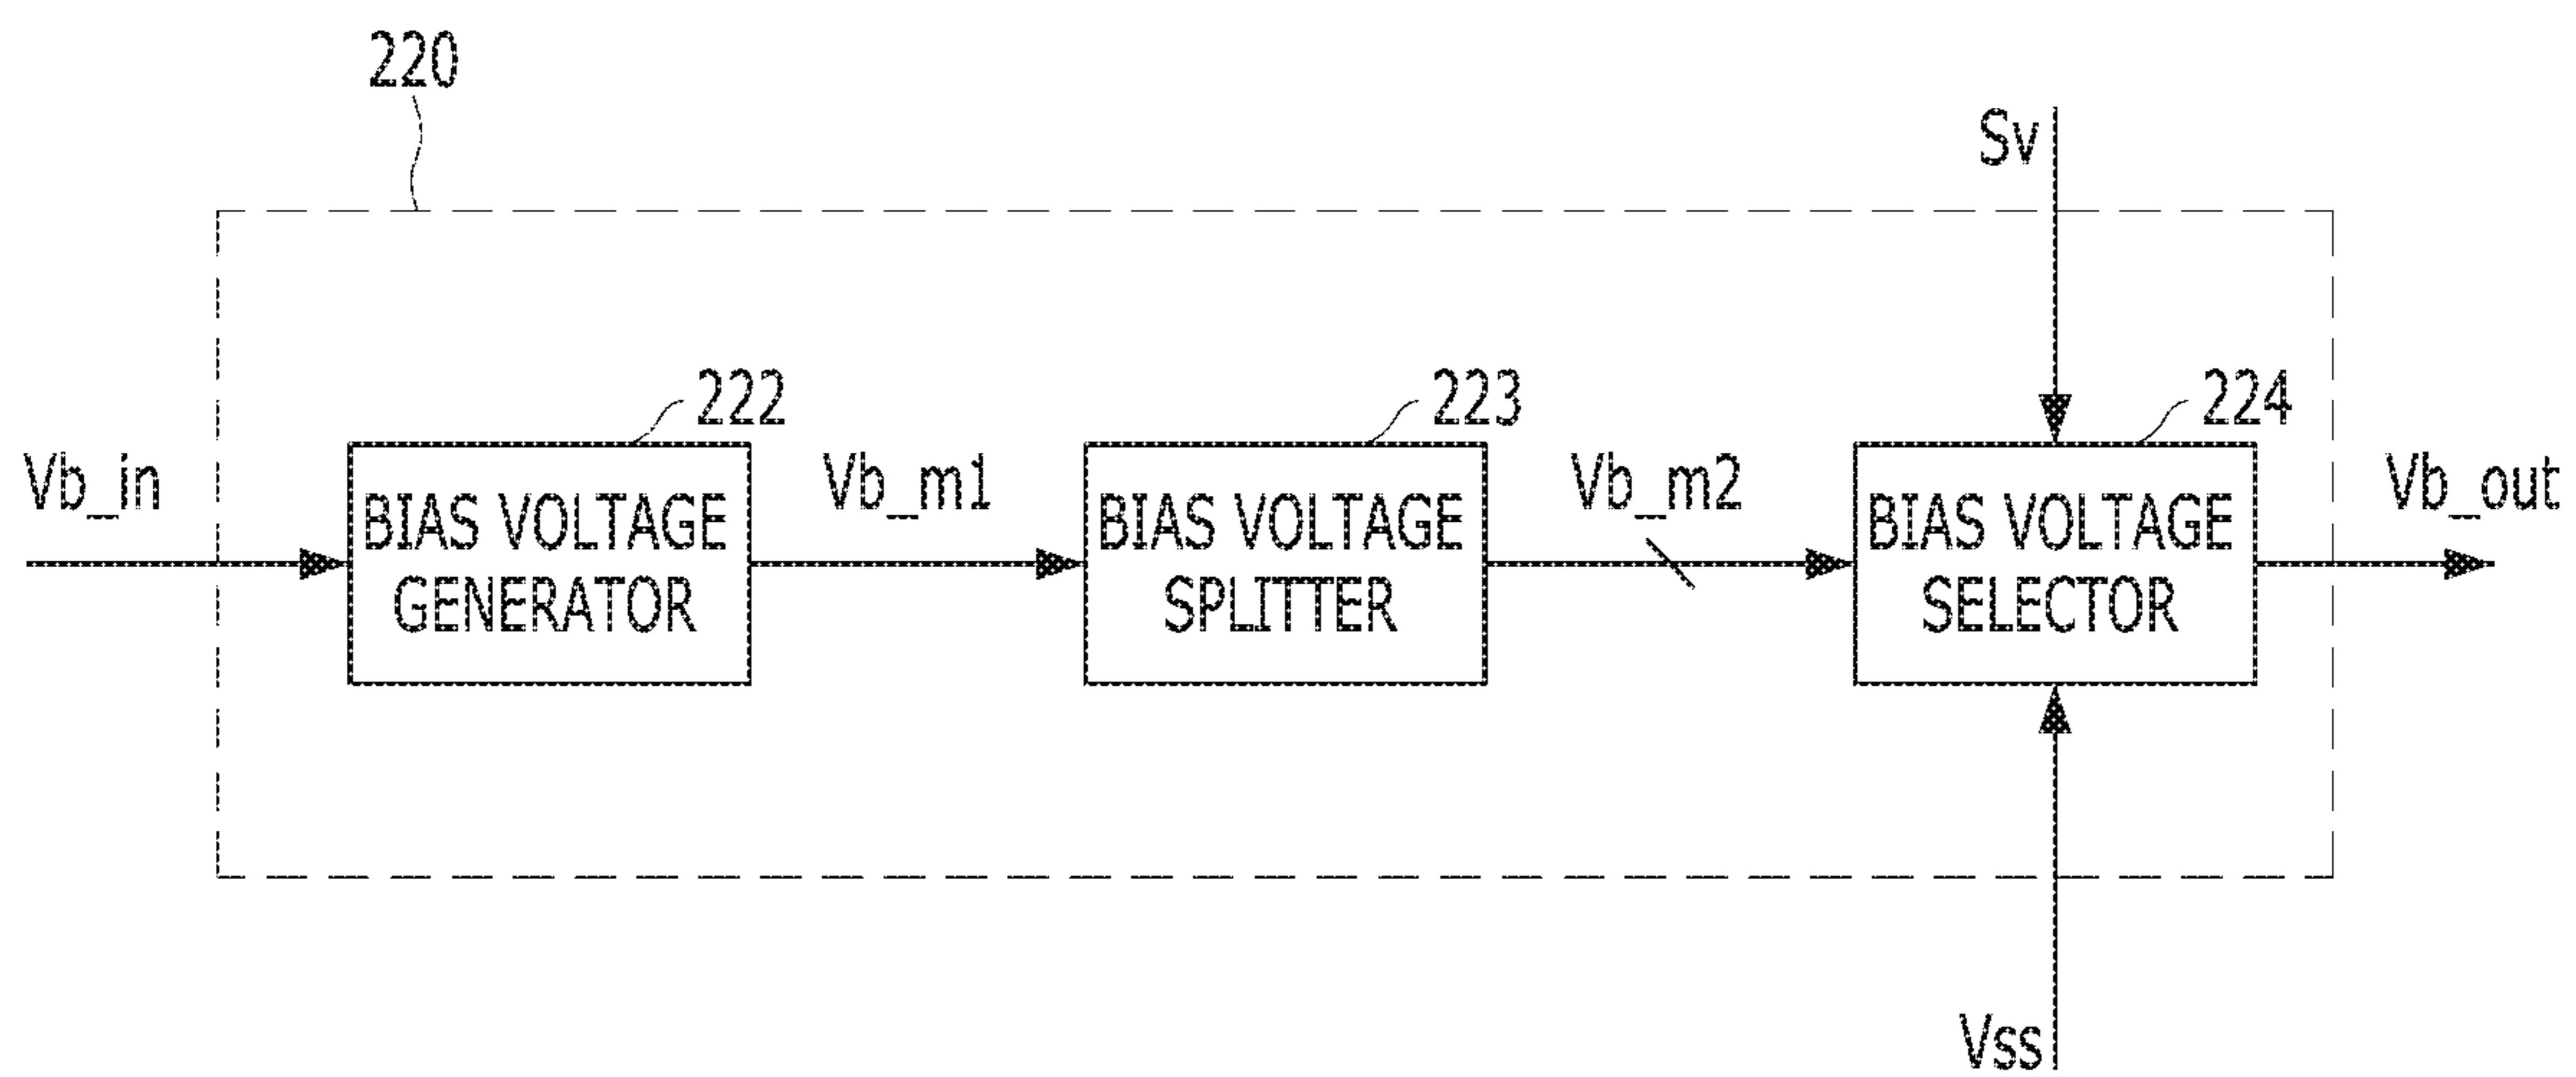 220
Sv
222
223
224
Vb_in
BIAS VOLTAGE
GENERATOR
Vb_m1
BIAS VOLTAGE
SPLITTER
Vb_m2
BIAS VOLTAGE
SELECTOR
Vb_out
Vss